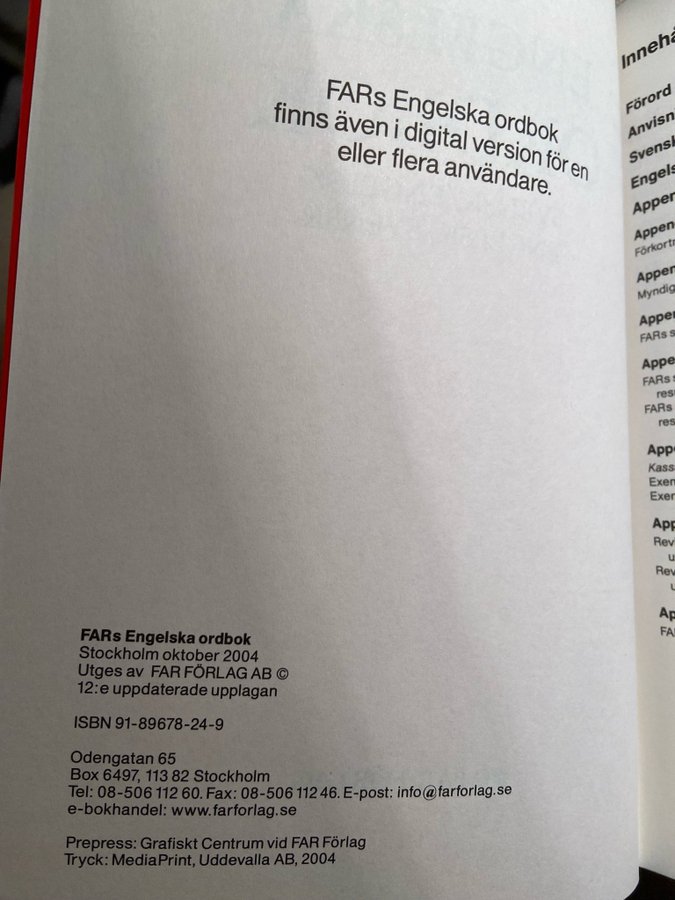 FARs Engelska ordbok
finns även i digital version för en
eller flera användare.
FARs Engelska ordbok
Stockholm oktober 2004
Utges av FAR FÖRLAG AB ©
12:e uppdaterade upplagan
ISBN 91-89678-24-9
Odengatan 65
Box 6497, 113 82 Stockholm
Tel: 08-506 112 60. Fax: 08-506 112 46. E-post: info@farforlag.se
e-bokhandel: www.farforlag.se
Prepress: Grafiskt Centrum vid FAR Förlag
Tryck: MediaPrint, Uddevalla AB, 2004
Förord
FARs
FARs
FARs